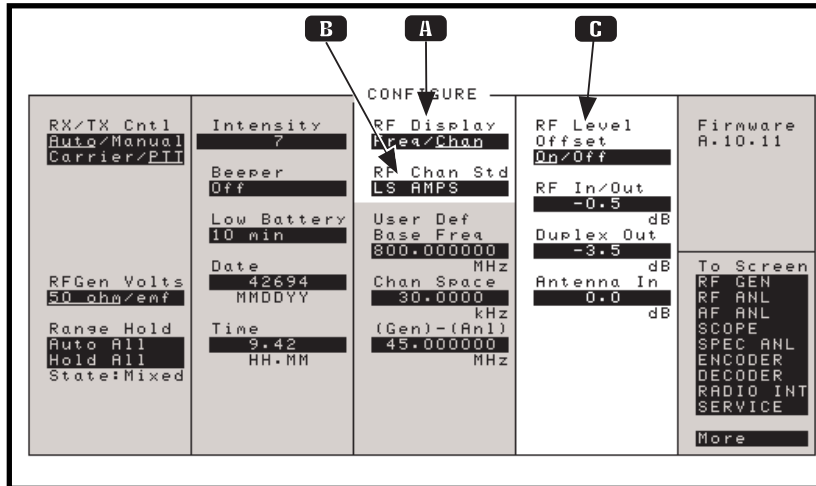 B A C
CONFIGURE
RX/TX Cntl
Auto/Manual
Carrier/PTT
RFGen Volts
50 ohm/emf
Range Hold
Auto All
Hold All
State:Mixed
Intensity
7
Beeper
Off
Low Battery
10 min
Date
42694
MMDDYY
Time
9.42
HH.MM
RF Display
Freq/Chan
RF Chan Std
LS AMPS
User Def
Base Freq
800.000000
MHz
Chan Space
30.0000
kHz
(Gen)-(Anl)
45.000000
MHz
RF Level
Offset
On/Off
RF In/Out
-0.5
dB
Duplex Out
-3.5
dB
Antenna In
0.0
dB
Firmware
A.10.11
To Screen
RF GEN
RF ANL
AF ANL
SCOPE
SPEC ANL
ENCODER
DECODER
RADIO INT
SERVICE
More